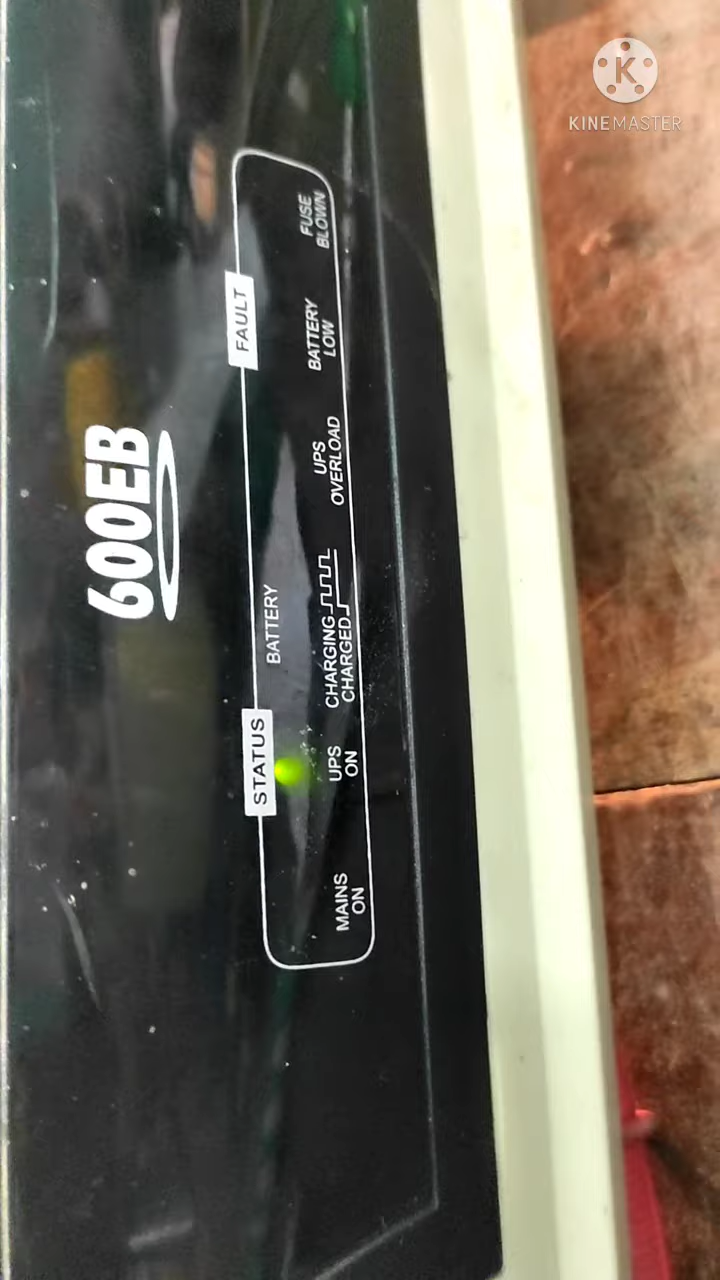 K
KINEMASTER
600EB
STATUS
FAULT
BATTERY
MAINS
ON
UPS
ON
CHARGING
CHARGED
UPS
OVERLOAD
BATTERY
LOW
FUSE
BLOWN